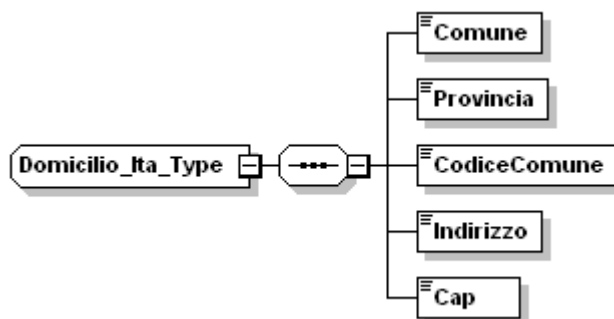 Comune
Provincia
Domicilio_Ita_Type
CodiceComune
Indirizzo
Cap